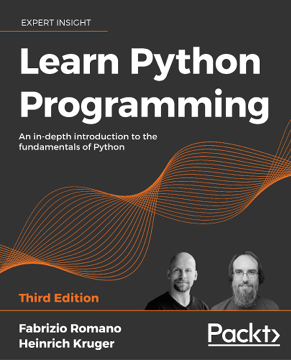 EXPERT INSIGHT
Learn Python
Programming
An in-depth introduction to the
fundamentals of Python
Third Edition
Fabrizio Romano
Heinrich Kruger
Packt>